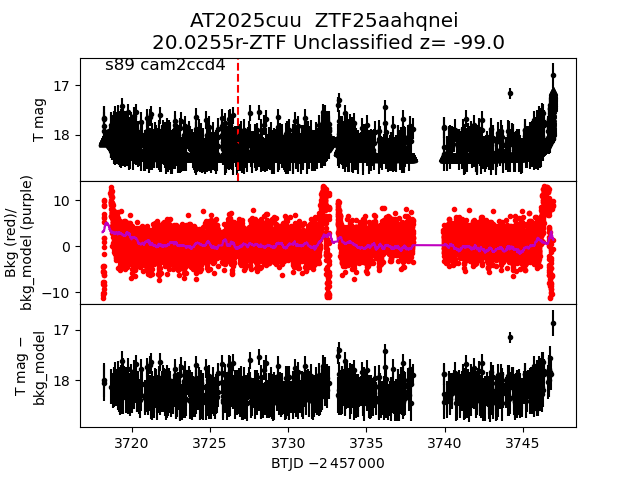 AT2025cuu  ZTF25aahqnei
20.0255r-ZTF Unclassified z= -99.0
s89 cam2ccd4
T mag
17
18
Bkg (red)/
bkg_model (purple)
10
0
−10
T mag −
bkg_model
17
18
3720 3725 3730 3735 3740 3745
BTJD −2 457 000